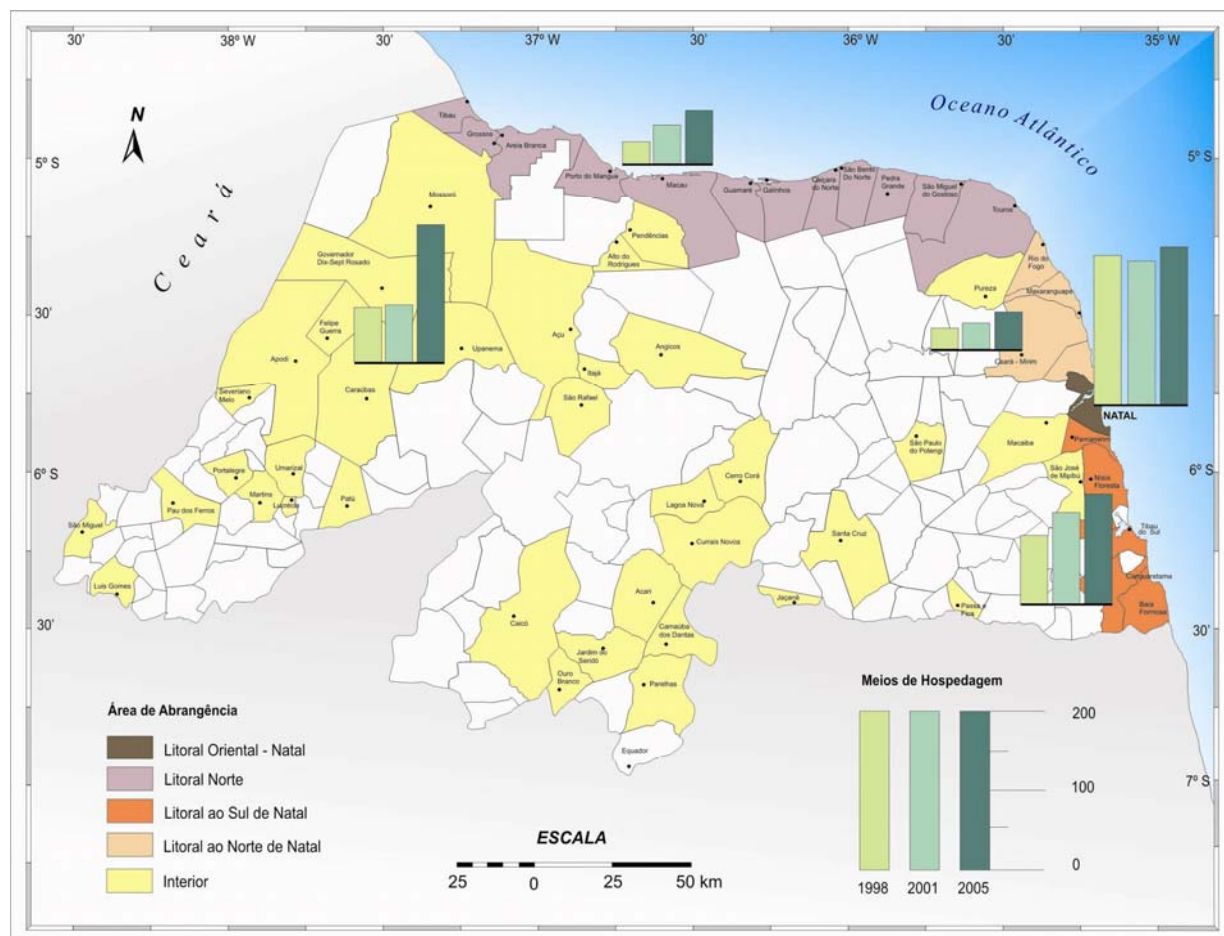 30'
38º W
30'
37º W
30'
36º W
30'
35º W
N
Oceano Atlântico
Ceará
5º S
5º S
Tibau
Grossos
Areia Branca
Porto do Mangue
Macau
Guamaré
Galinhos
Caiçara
do Norte
São Bento
Do Norte
Pedra
Grande
São Miguel
do Gostoso
Touros
Mossoró
Pendências
Alto do
Rodrigues
Rio do
Fogo
Maxaranguape
Pureza
Governador
Dix-Sept Rosado
30'
30'
Felipe
Guerra
Apodi
Upanema
Açu
Angicos
Ceará - Mirim
Itajá
Severiano
Melo
Caraúbas
São Rafael
NATAL
Macaíba
Parnamirim
São Paulo
do Potengi
6º S
6º S
Portalegre
Umarizal
Cerro Corá
São José
de Mipibú
Nísia
Floresta
Martins
Lucrécia
Patú
Pau dos Ferros
Lagoa Nova
São Miguel
Currais Novos
Santa Cruz
Tibau
do Sul
Luis Gomes
Canguaretama
Acari
Jaçanã
Passa
Baía
Formosa
Caicó
Carnaúba
dos Dantas
30'
30'
Jardim do
Seridó
Ouro
Branco
Parelhas
Equador
7º S
Área de Abrangência
Litoral Oriental - Natal
Litoral Norte
Litoral ao Sul de Natal
Litoral ao Norte de Natal
Interior
ESCALA
25 0 25 50 km
Meios de Hospedagem
200
100
0
1998 2001 2005